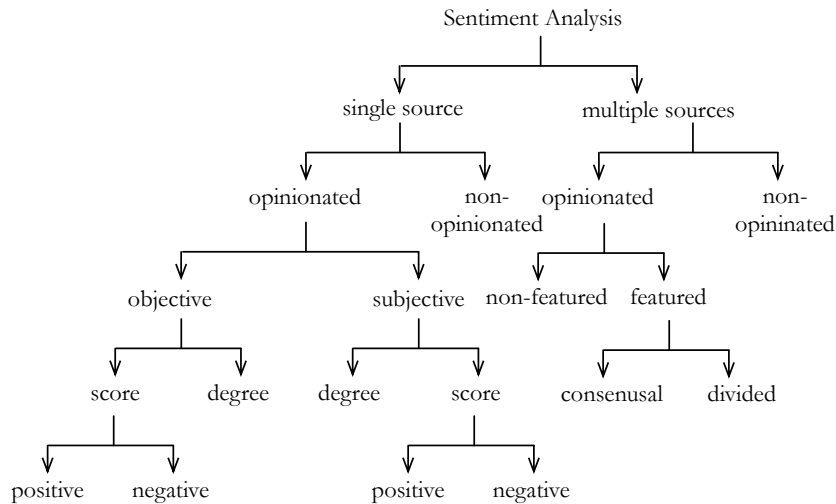 Sentiment Analysis
single source multiple sources
opinionated non- opinionated non-
opinionated opininated
objective subjective non-featured featured
score degree degree score consenusal divided
positive negative positive negative